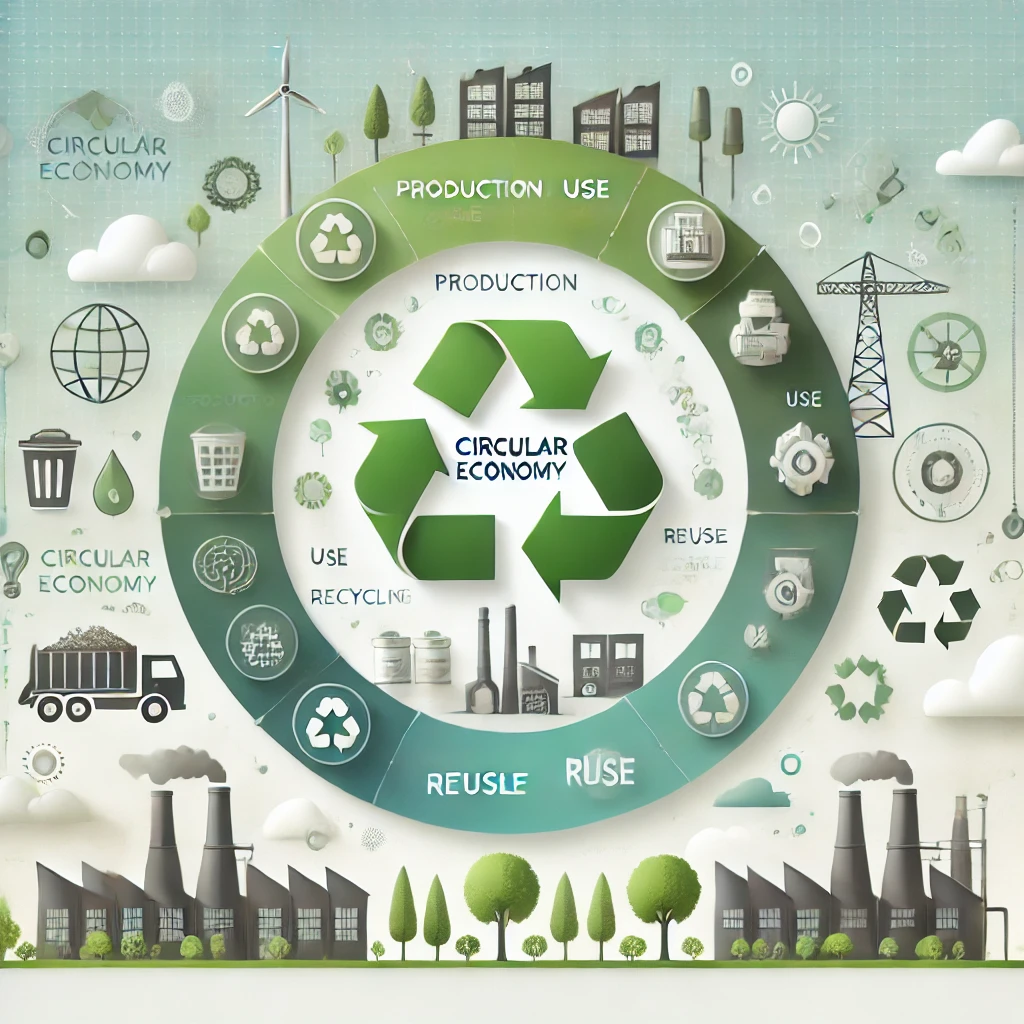 CIRCULAR
ECONOMY
PRODUCTION USE
PRODUCTION
USE
CIRCULAR
ECONOMY
REUSE
USE
RECYCLING
CIRCULAR
ECONOMY
REUSLE RUSE